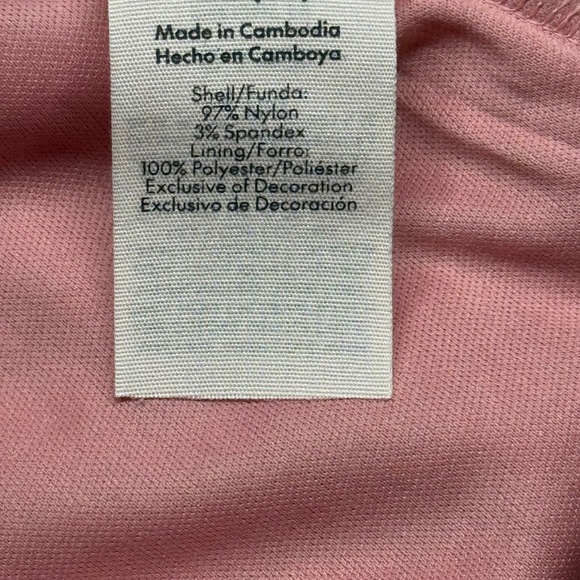 Made in Cambodia
Hecho en Camboya
Shell/Funda:
97% Nylon
3% Spandex
Lining/Forro:
100% Polyester/Poliéster
Exclusive of Decoration
Exclusivo de Decoración